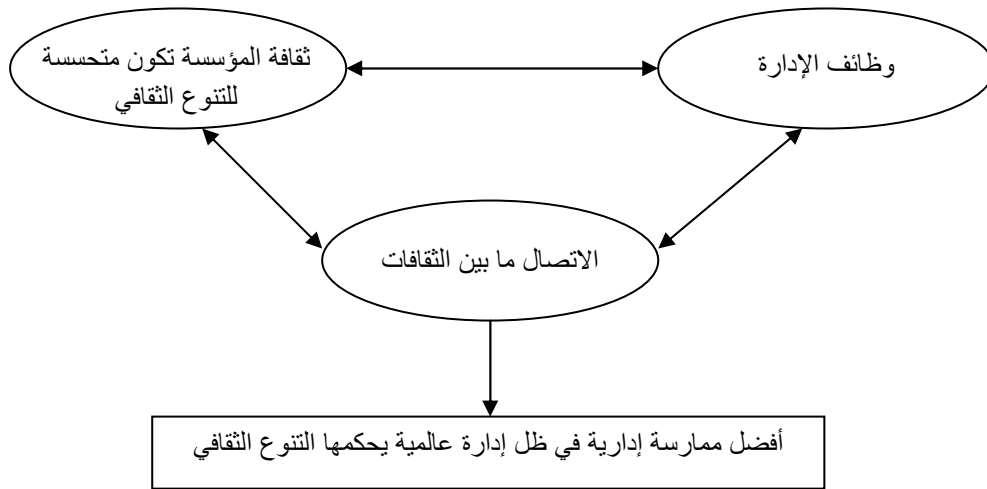 ثقافة المؤسسة تكون متحسسة
للتنوع الثقافي
وظائف الإدارة
الاتصال ما بين الثقافات
أفضل ممارسة إدارية في ظل إدارة عالمية يحكمها التنوع الثقافي